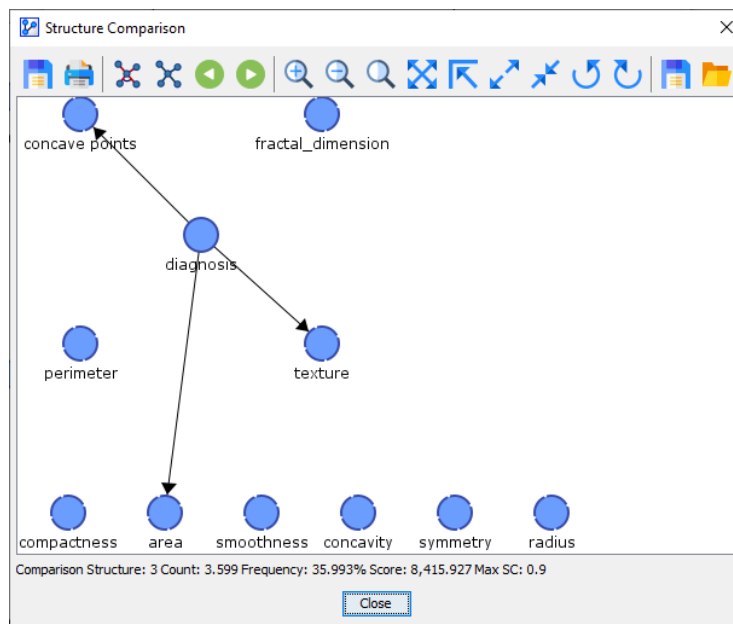 Structure Comparison
concave points
fractal_dimension
diagnosis
perimeter
texture
compactness
area
smoothness
concavity
symmetry
radius
Comparison Structure: 3 Count: 3.599 Frequency: 35.993% Score: 8,415.927 Max SC: 0.9
Close